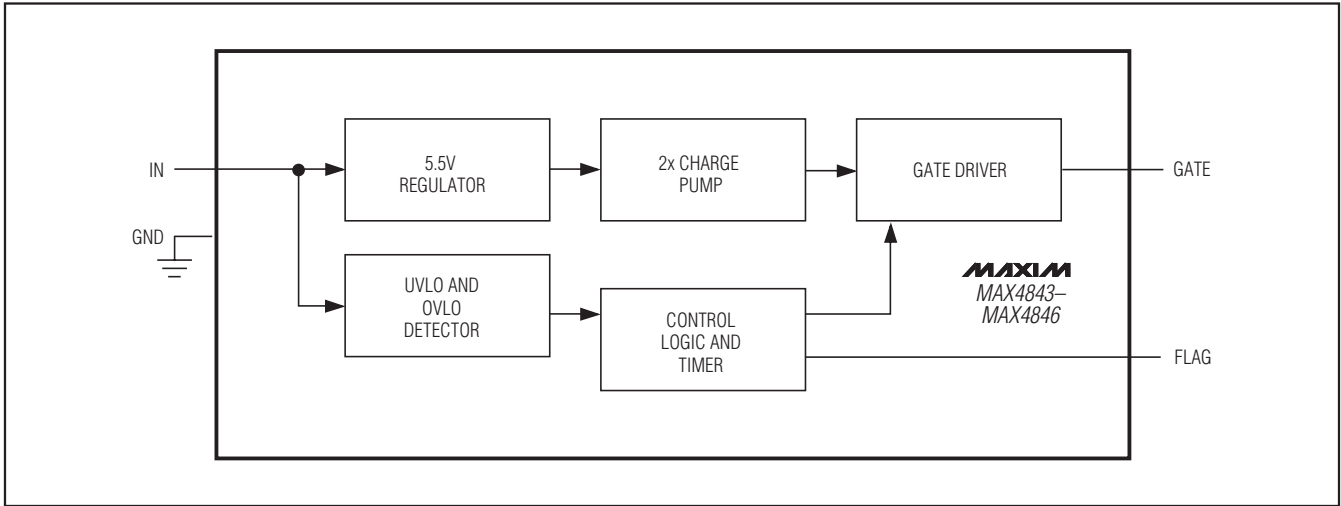 5.5V
REGULATOR
2x CHARGE
PUMP
GATE DRIVER
IN
GATE
GND
UVLO AND
OVLO
DETECTOR
CONTROL
LOGIC AND
TIMER
MAXIM
MAX4843–
MAX4846
FLAG